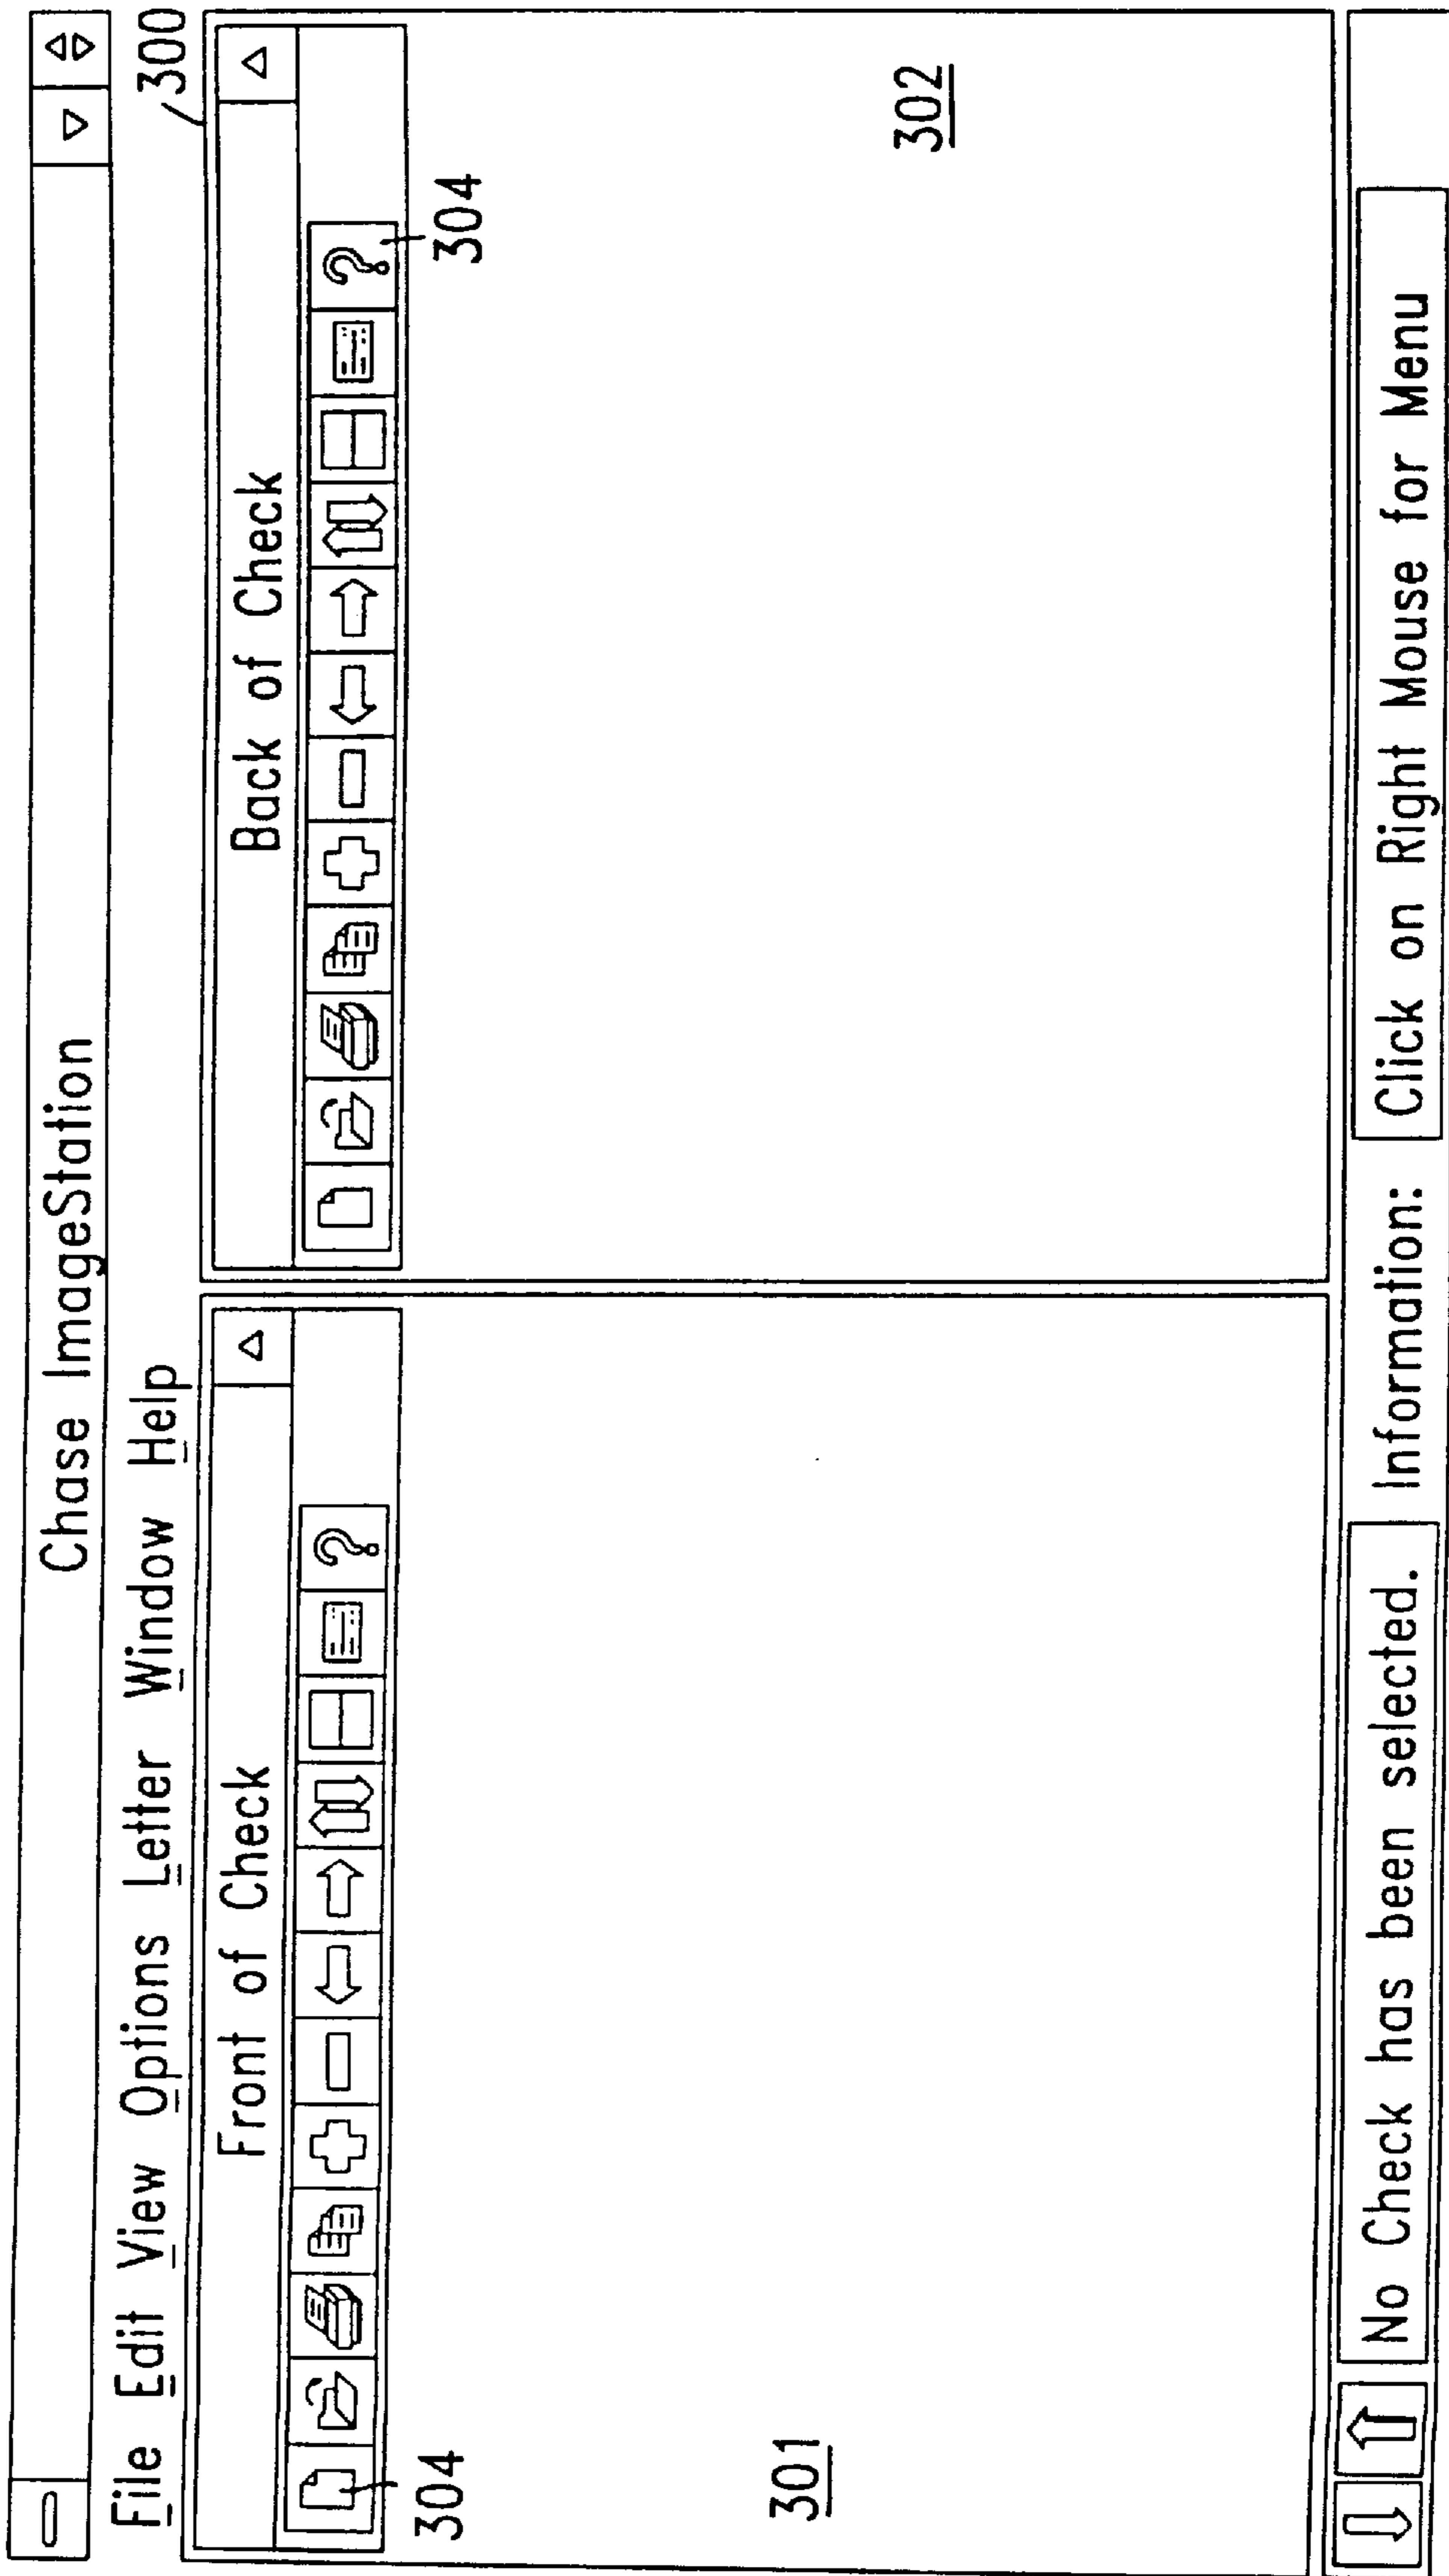 Chase ImageStation
File Edit View Options Letter Window Help
300
Front of Check
Back of Check
?
?
304
304
301
302
No Check has been selected.
Information:
Click on Right Mouse for Menu